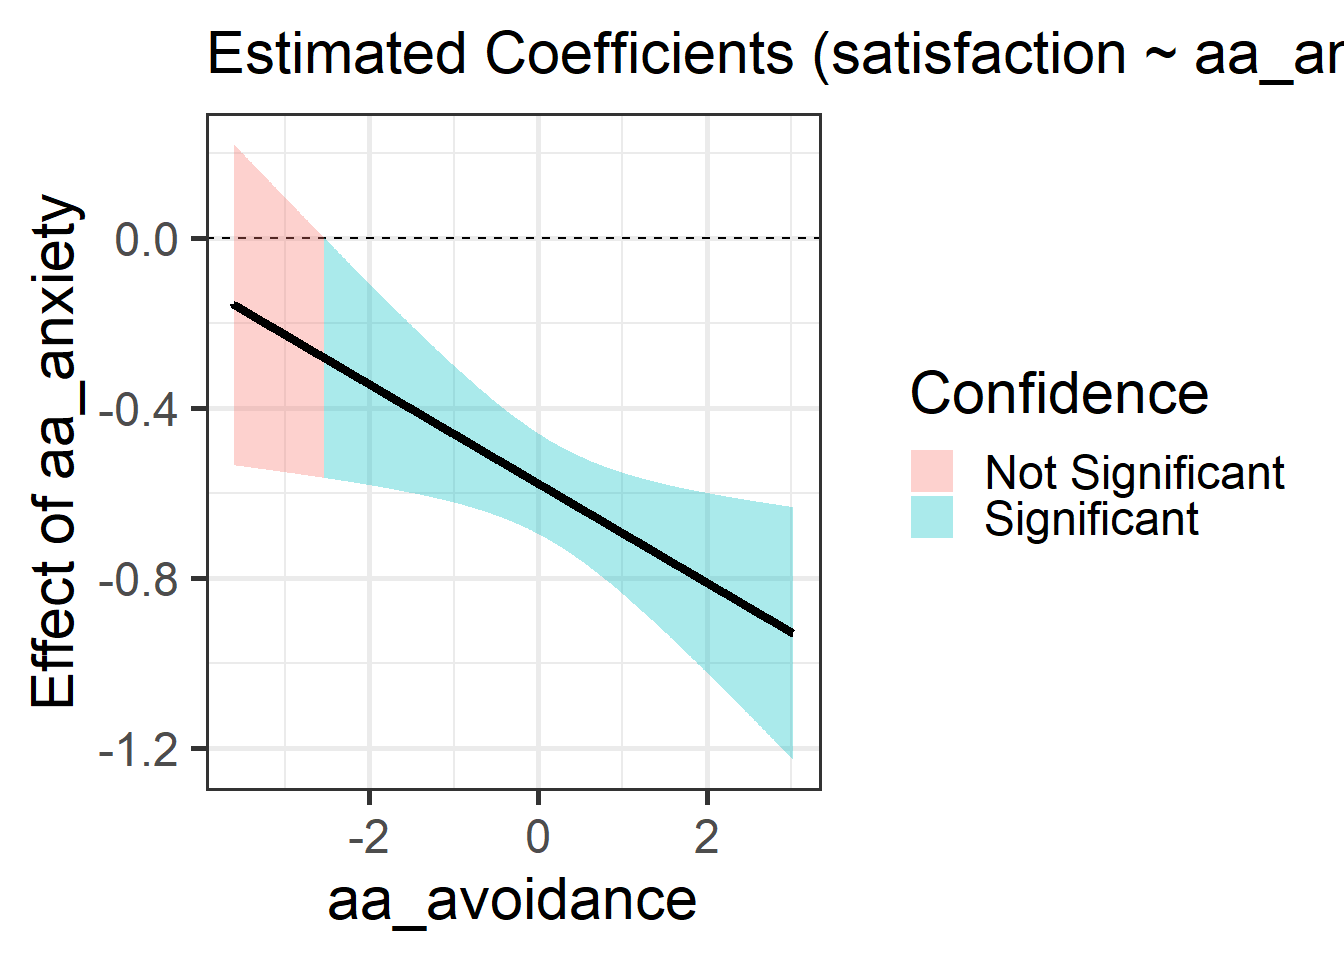 Estimated Coefficients (satisfaction ~ aa_an
Effect of aa_anxiety
0.0
-0.4
-0.8
-1.2
-2
0
2
aa_avoidance
Confidence
Not Significant
Significant